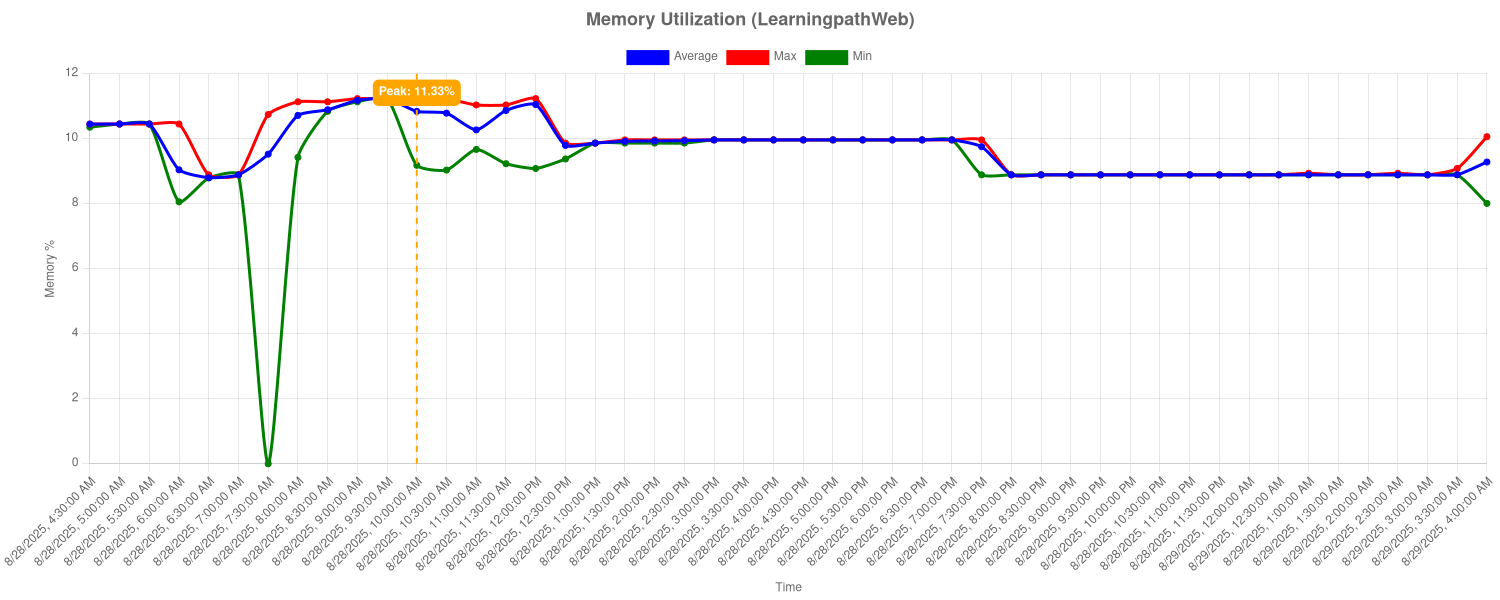 Memory Utilization (LearningpathWeb)
Average Max Min
Peak: 11.33%
12
10
8
6
4
2
0
Memory %
8/28/2025, 4:30:00 AM
8/28/2025, 5:00:00 AM
8/28/2025, 5:30:00 AM
8/28/2025, 6:00:00 AM
8/28/2025, 6:30:00 AM
8/28/2025, 7:00:00 AM
8/28/2025, 7:30:00 AM
8/28/2025, 8:00:00 AM
8/28/2025, 8:30:00 AM
8/28/2025, 9:00:00 AM
8/28/2025, 9:30:00 AM
8/28/2025, 10:00:00 AM
8/28/2025, 10:30:00 AM
8/28/2025, 11:00:00 AM
8/28/2025, 11:30:00 AM
8/28/2025, 12:00:00 PM
8/28/2025, 12:30:00 PM
8/28/2025, 1:00:00 PM
8/28/2025, 1:30:00 PM
8/28/2025, 2:00:00 PM
8/28/2025, 2:30:00 PM
8/28/2025, 3:00:00 PM
8/28/2025, 3:30:00 PM
8/28/2025, 4:00:00 PM
8/28/2025, 4:30:00 PM
8/28/2025, 5:00:00 PM
8/28/2025, 5:30:00 PM
8/28/2025, 6:00:00 PM
8/28/2025, 6:30:00 PM
8/28/2025, 7:00:00 PM
8/28/2025, 7:30:00 PM
8/28/2025, 8:00:00 PM
8/28/2025, 8:30:00 PM
8/28/2025, 9:00:00 PM
8/28/2025, 9:30:00 PM
8/28/2025, 10:00:00 PM
8/28/2025, 10:30:00 PM
8/28/2025, 11:00:00 PM
8/28/2025, 11:30:00 PM
8/29/2025, 12:00:00 AM
8/29/2025, 12:30:00 AM
8/29/2025, 1:00:00 AM
8/29/2025, 1:30:00 AM
8/29/2025, 2:00:00 AM
8/29/2025, 2:30:00 AM
8/29/2025, 3:00:00 AM
8/29/2025, 3:30:00 AM
8/29/2025, 4:00:00 AM
Time